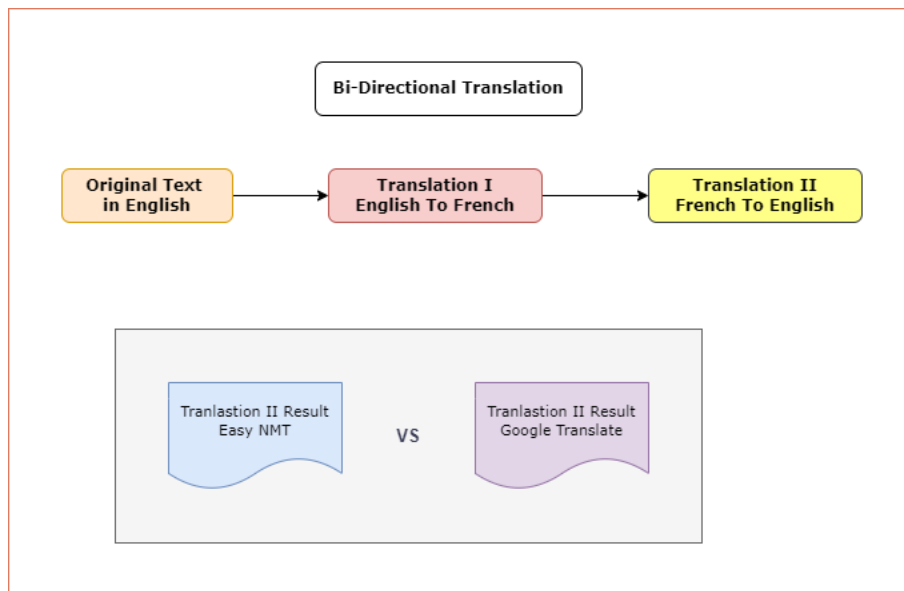 Bi-Directional Translation
Original Text
in English
Translation I
English To French
Translation II
French To English
Tranlastion II Result
Easy NMT
VS
Tranlastion II Result
Google Translate